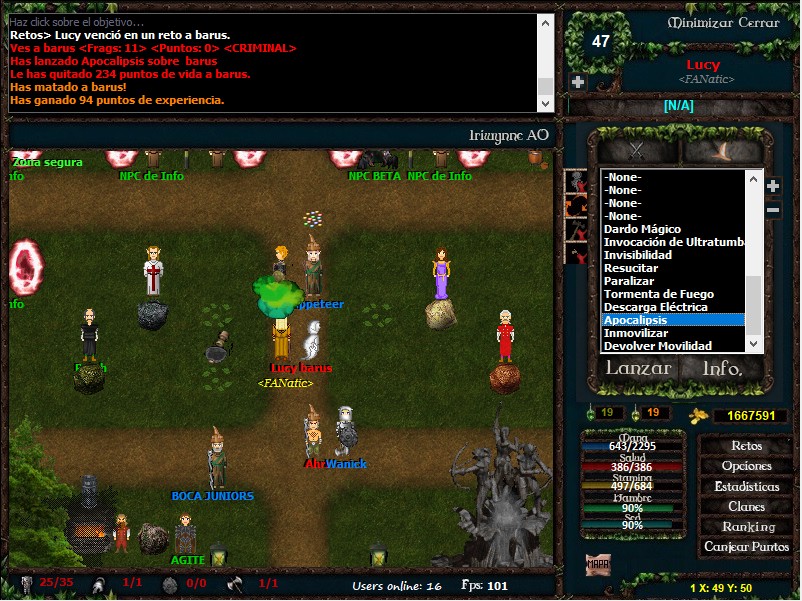 Haz click sobre el objetivo...
Retos> Lucy venció en un reto a barus.
Ves a barus <Frags: 11> <Puntos: 0> <CRIMINAL>
Has lanzado Apocalipsis sobre barus
Le has quitado 234 puntos de vida a barus.
Has matado a barus!
Has ganado 94 puntos de experiencia.
47
Minimizar Cerrar
Lucy
<FANatic>
[N/A]
Iriwynne AO
Zona segura
nfo
NPC de Info
NPC BETA
NPC de Info
nfo
ppeteer
Lucy barus
<FANatic>
Wanick
BOCA JUNIORS
AGITE
-None-
-None-
-None-
-None-
Dardo Mágico
Invocación de Ultratumb
Invisibilidad
Resucitar
Paralizar
Tormenta de Fuego
Descarga Eléctrica
Apocalipsis
Inmovilizar
Devolver Movilidad
Lanzar
Info.
19
19
1667591
Mana
643/2295
Salud
386/386
Stamina
497/684
Hambre
90%
Sed
90%
Retos
Opciones
Estadísticas
Clanes
Ranking
Canjear Puntos
MAPA
25/35
1/1
0/0
1/1
Users online: 16
Fps: 101
1 X: 49 Y: 50